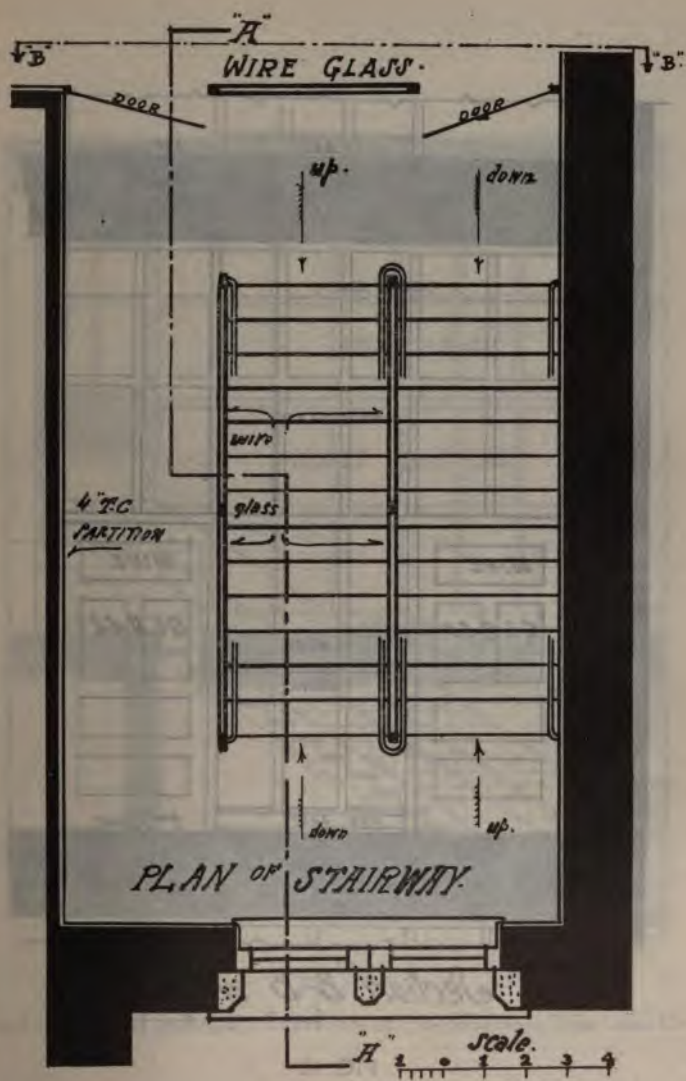 "A"
"B" "B"
WIRE GLASS.
DOOR DOOR
up. down
wire
4" T.C glass
PARTITION
down up.
PLAN OF STAIRWAY.
"A" scale.
1 0 1 2 3 4